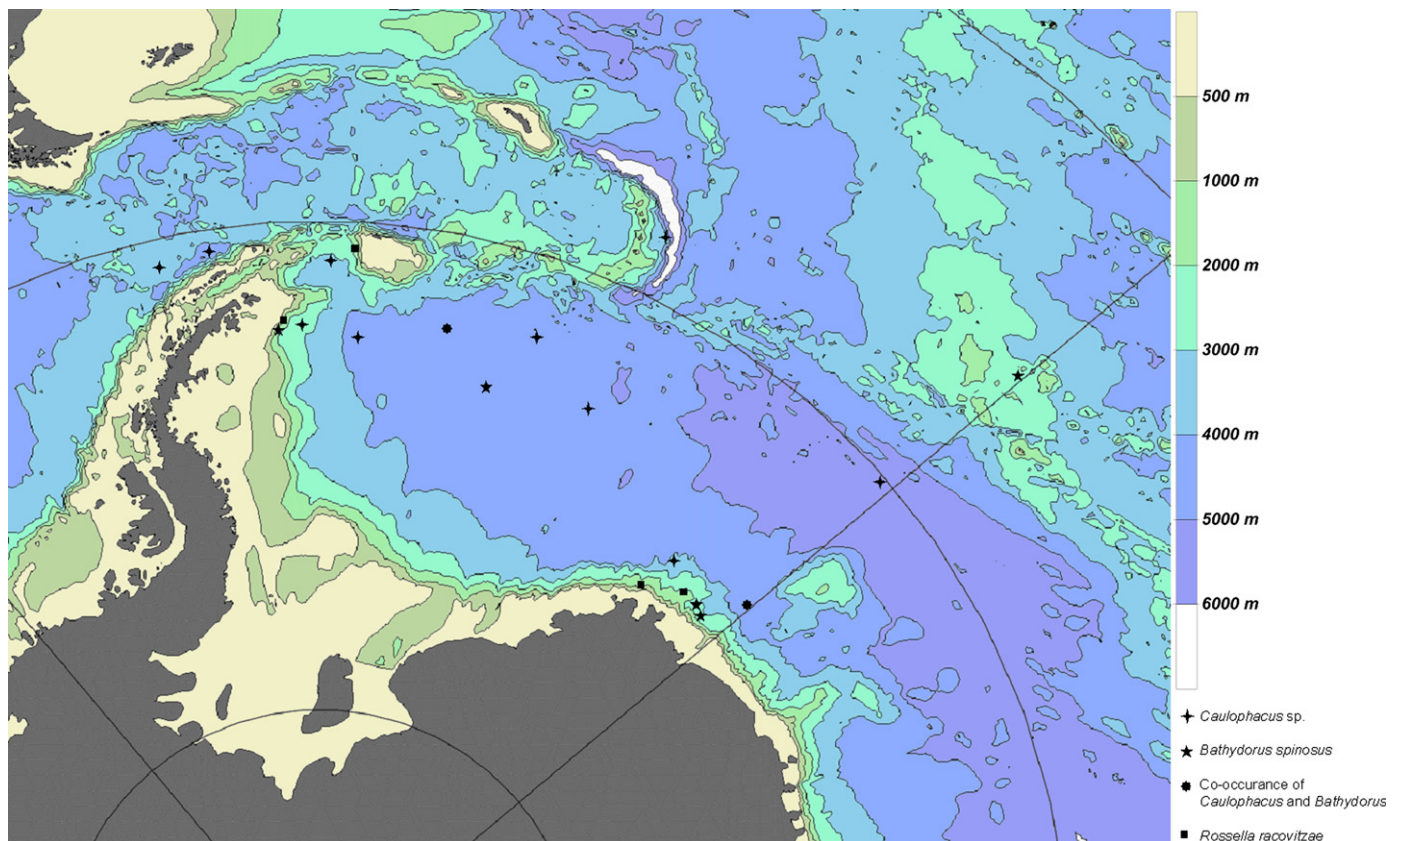 500 m
1000 m
2000 m
3000 m
4000 m
5000 m
6000 m
Caulophacus sp.
Bathydorus spinosus
Co-occurance of
Caulophacus and Bathydorus
Rossella racovitzae